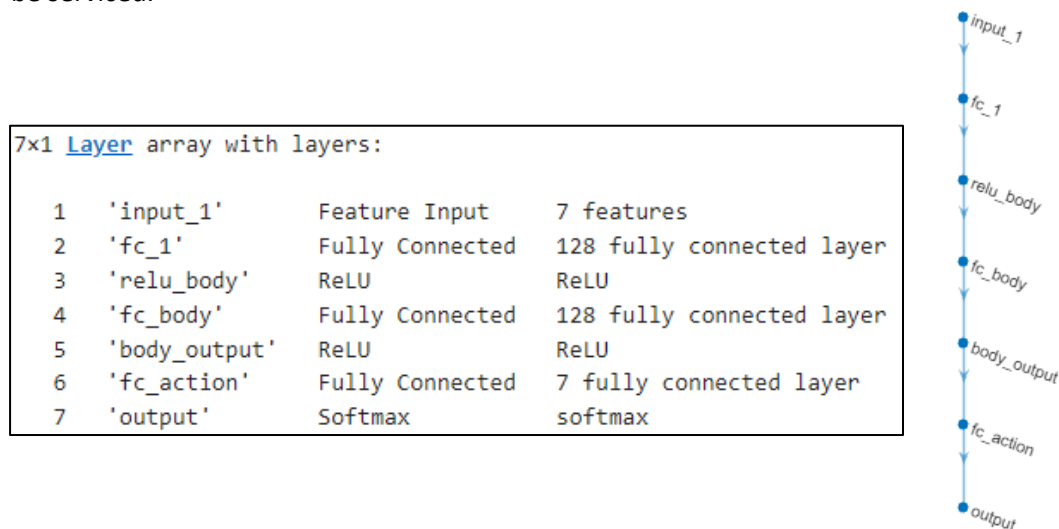 be serviced.
7×1 Layer array with layers:
1 'input_1' Feature Input 7 features
2 'fc_1' Fully Connected 128 fully connected layer
3 'relu_body' ReLU ReLU
4 'fc_body' Fully Connected 128 fully connected layer
5 'body_output' ReLU ReLU
6 'fc_action' Fully Connected 7 fully connected layer
7 'output' Softmax softmax
input_1
fc_1
relu_body
fc_body
body_output
fc_action
output